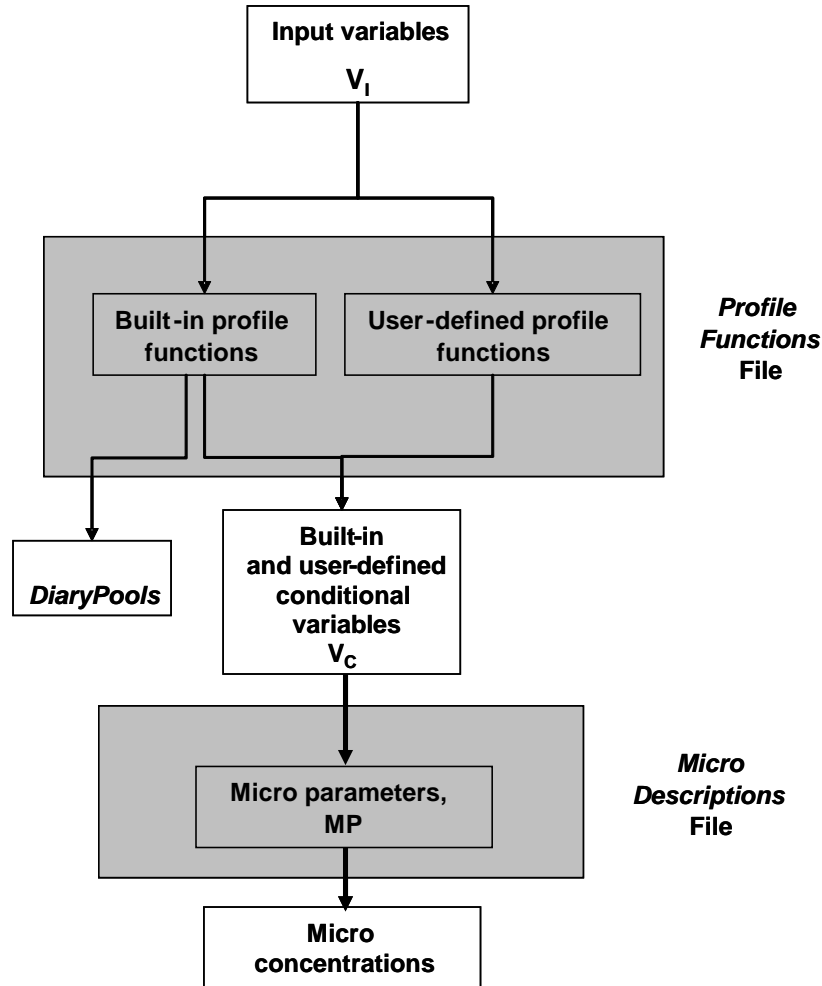 Input variables
V_I
Built-in profile
functions
User-defined profile
functions
Profile
Functions
File
DiaryPools
Built-in
and user-defined
conditional
variables
V_C
Micro parameters,
MP
Micro
Descriptions
File
Micro
concentrations